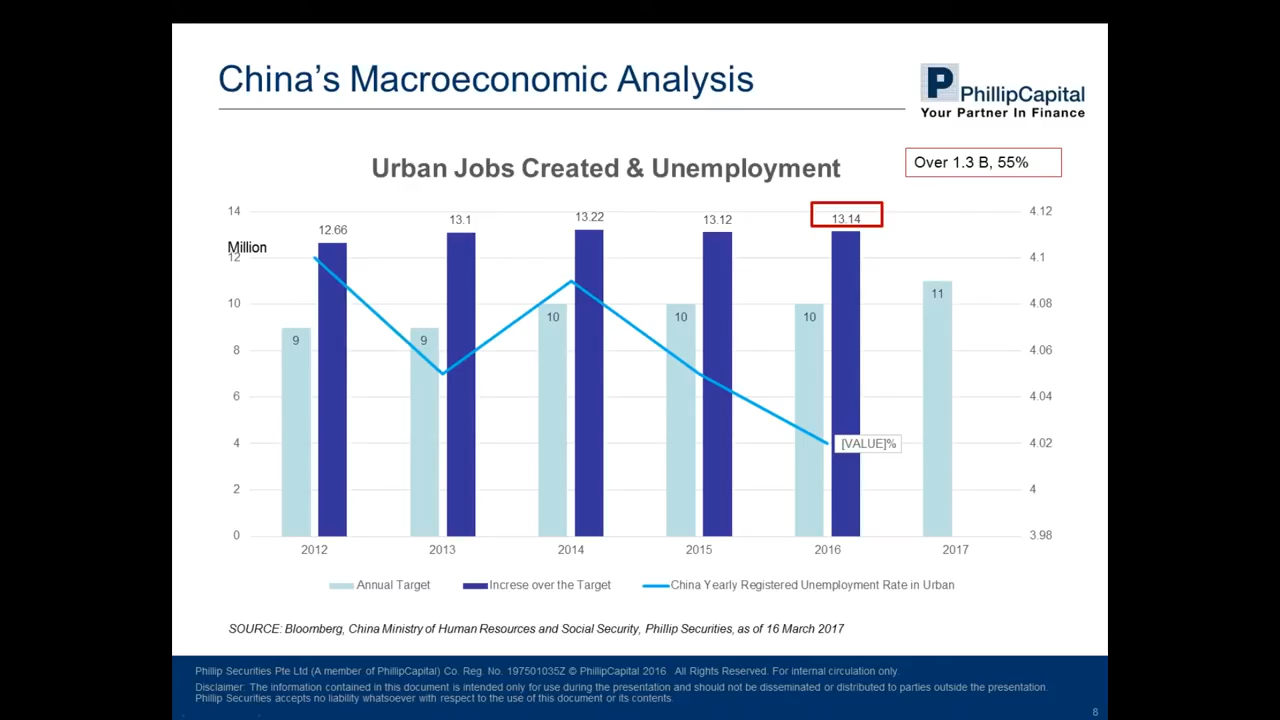 China's Macroeconomic Analysis
P PhillipCapital
Your Partner In Finance
Urban Jobs Created & Unemployment
Over 1.3 B, 55%
Million
14
12
10
8
6
4
2
0
12.66
13.1
13.22
13.12
13.14
9
9
10
10
10
11
[VALUE]%
4.12
4.1
4.08
4.06
4.04
4.02
4
3.98
2012 2013 2014 2015 2016 2017
Annual Target Increse over the Target China Yearly Registered Unemployment Rate in Urban
SOURCE: Bloomberg, China Ministry of Human Resources and Social Security, Phillip Securities, as of 16 March 2017
Phillip Securities Pte Ltd (A member of PhillipCapital) Co. Reg. No. 197501035Z © PhillipCapital 2016. All Rights Reserved. For internal circulation only.
Disclaimer: The information contained in this document is intended only for use during the presentation and should not be disseminated or distributed to parties outside the presentation.
Phillip Securities accepts no liability whatsoever with respect to the use of this document or its contents.
8